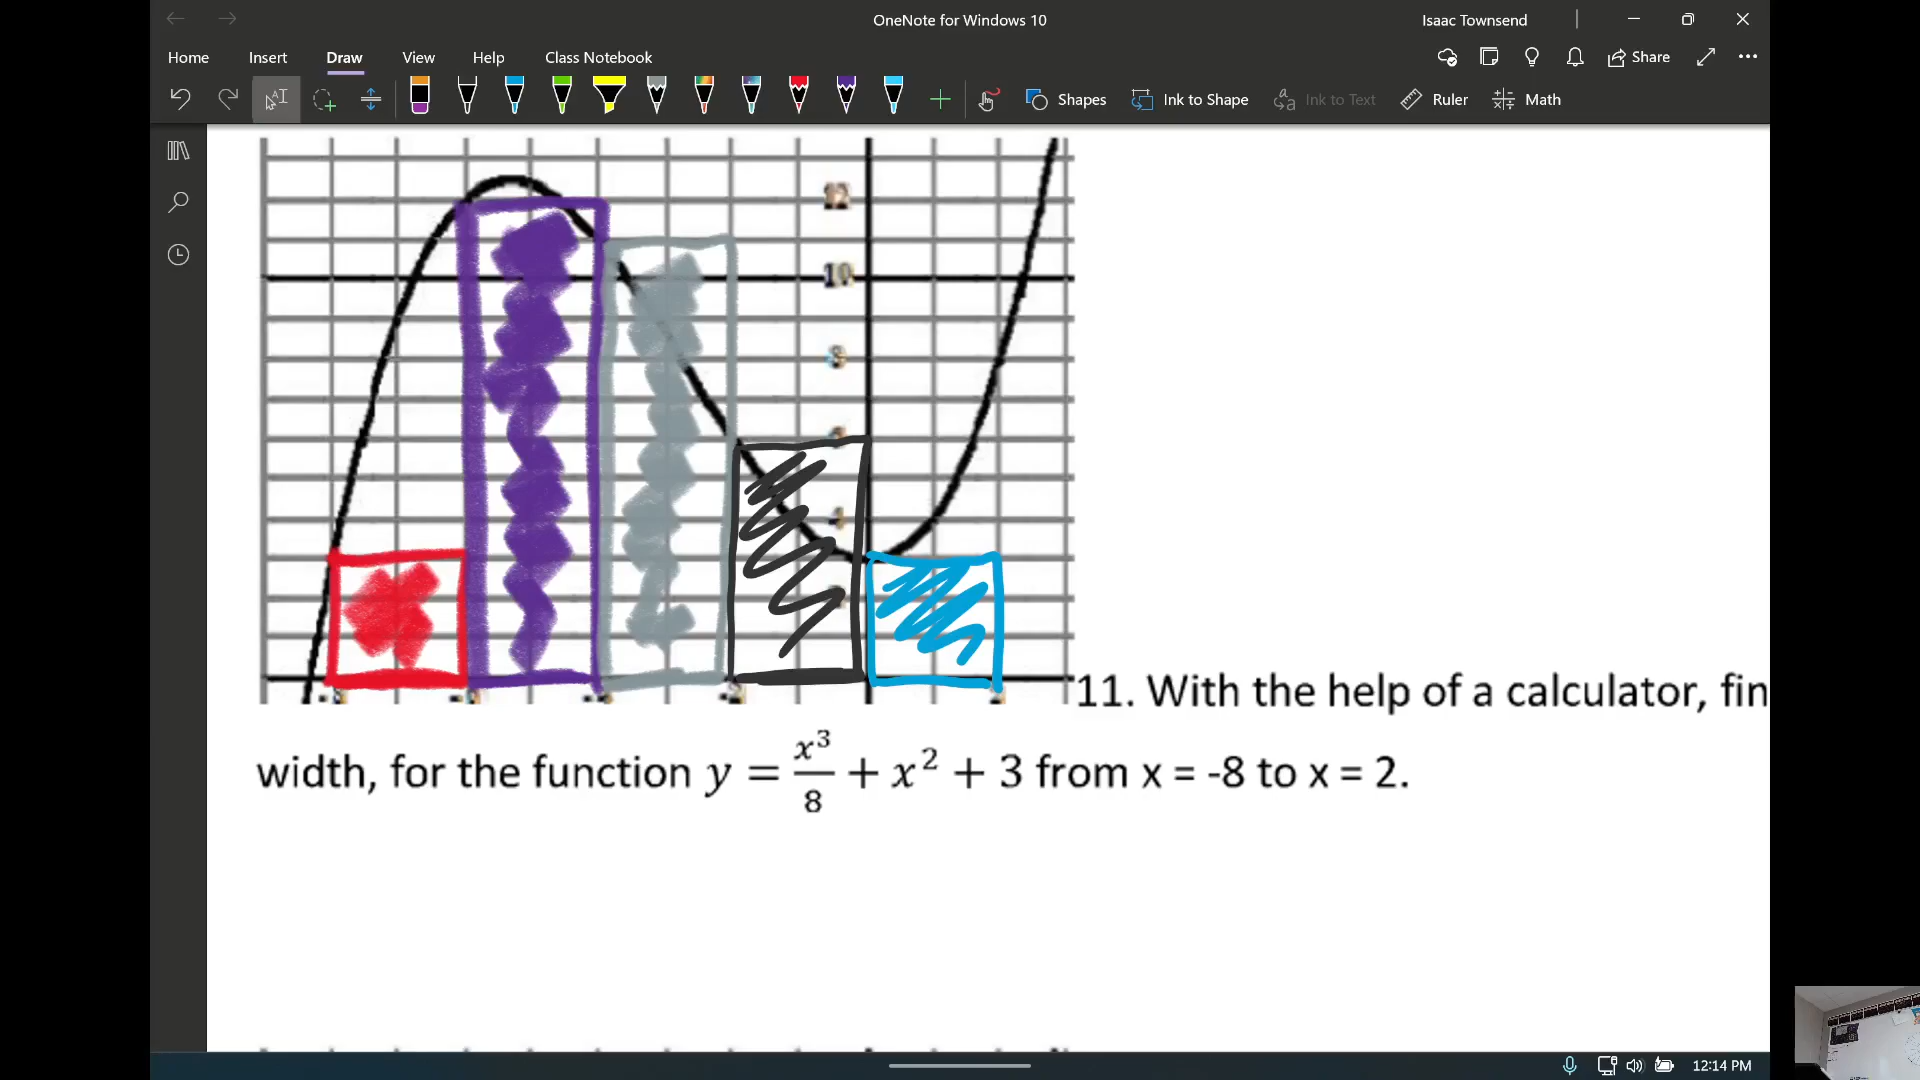 OneNote for Windows 10
Isaac Townsend
Home Insert Draw View Help Class Notebook
Share
Shapes Ink to Shape Ink to Text Ruler Math
12
10
8
11. With the help of a calculator, fin
width, for the function y = x³/8 + x² + 3 from x = -8 to x = 2.
12:14 PM